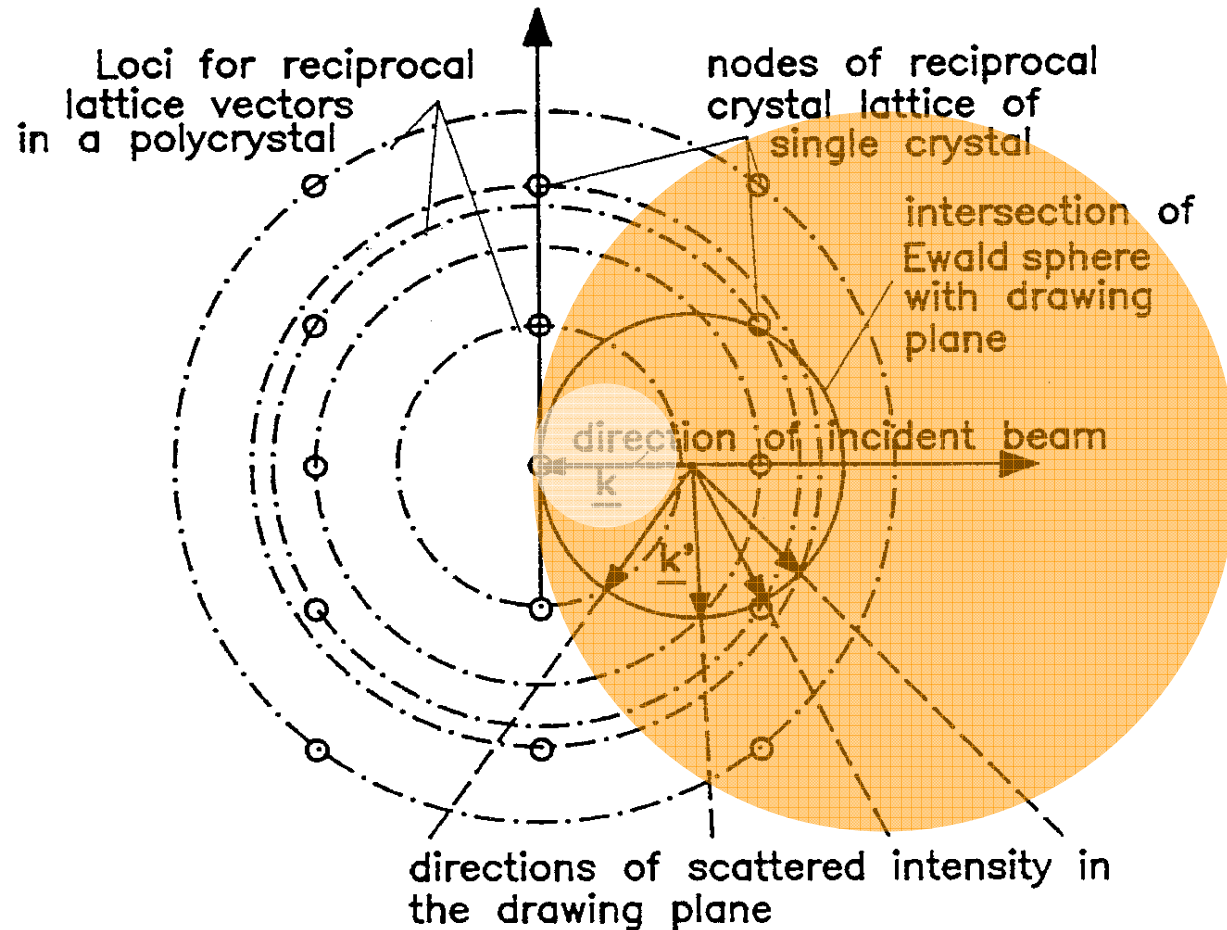 Loci for reciprocal
lattice vectors
in a polycrystal
nodes of reciprocal
crystal lattice of
single crystal
intersection of
Ewald sphere
with drawing
plane
direction of incident beam
k
k'
directions of scattered intensity in
the drawing plane